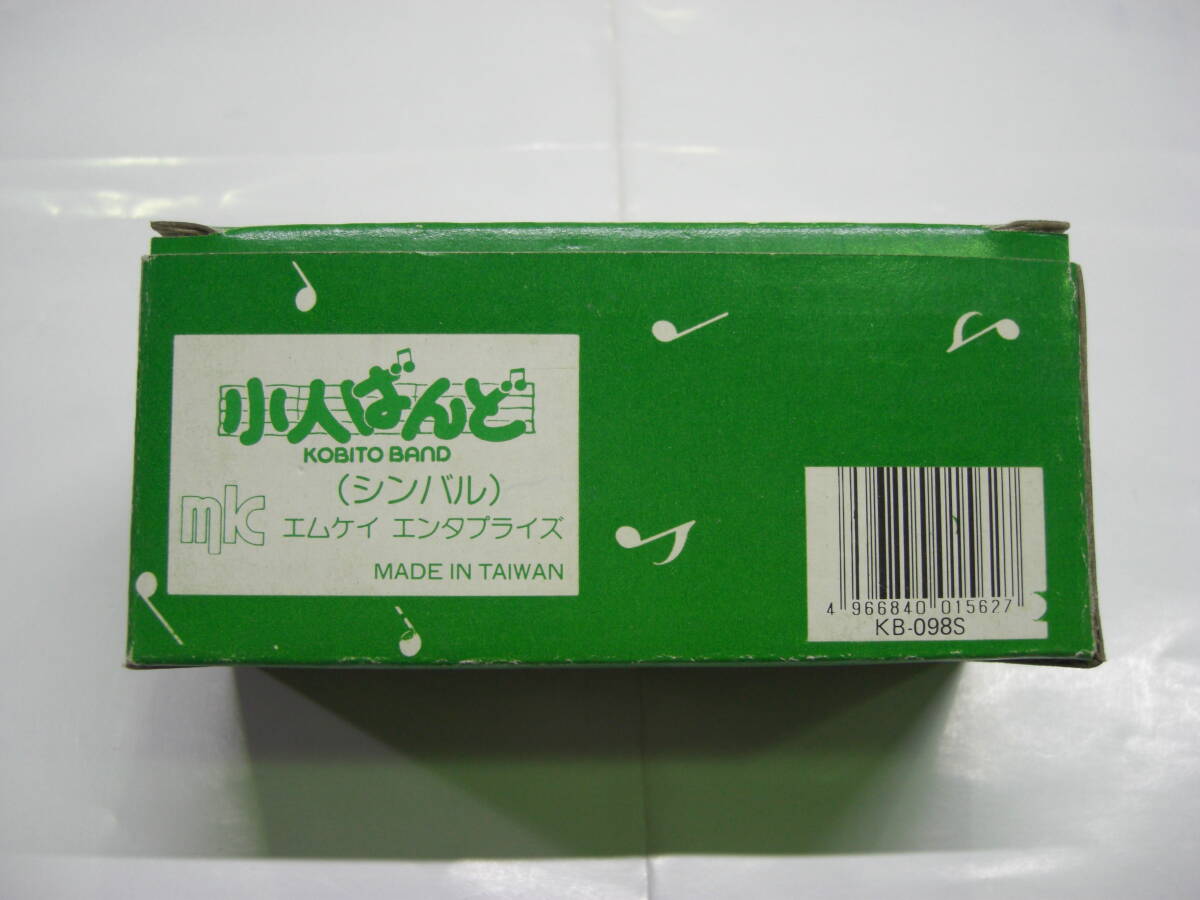 小人ばんど
KOBITO BAND
(シンバル)
mkc
エムケイ エンタプライズ
MADE IN TAIWAN
4 966840 015627
KB-098S